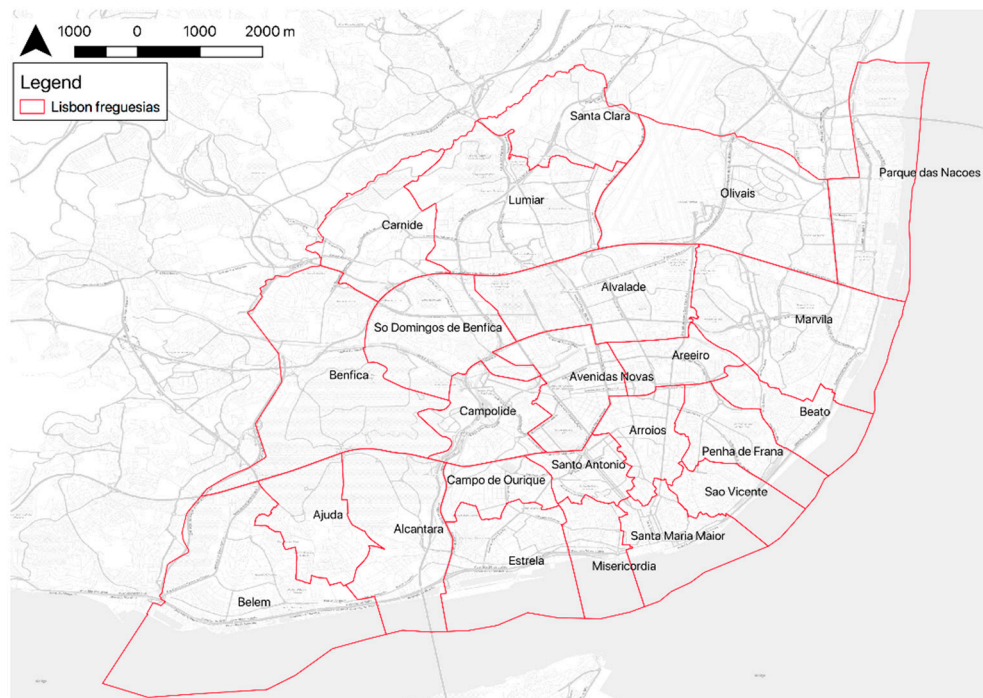 1000 0 1000 2000 m
Legend
Lisbon freguesias
Santa Clara
Parque das Nacoes
Olivais
Lumiar
Carnide
Alvalade
Marvila
So Domingos de Benfica
Areeiro
Benfica
Avenidas Novas
Campolide
Beato
Arroios
Penha de Frana
Santo Antonio
Campo de Ourique
Sao Vicente
Ajuda
Alcantara
Santa Maria Maior
Estrela
Misericordia
Belem